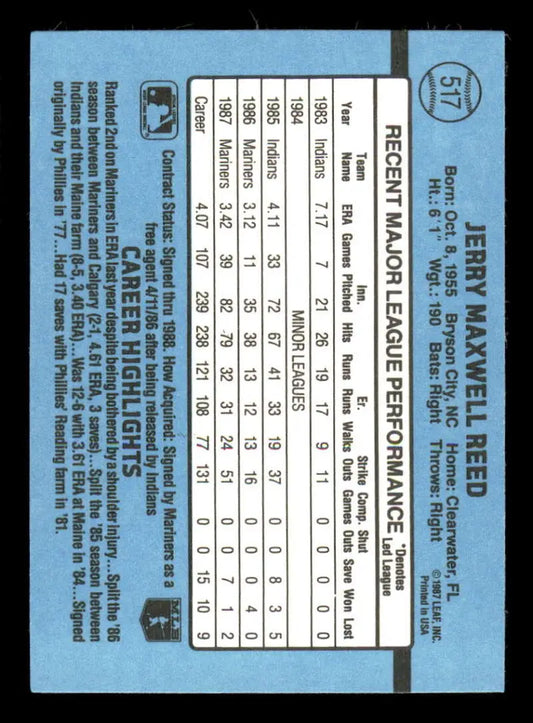 517
JERRY MAXWELL REED
Born: Oct. 8, 1955 Bryson City, NC Home: Clearwater, FL
Ht.: 6'1" Wgt.: 190 Bats: Right Throws: Right
©1987 LEAF, INC.
Printed in USA
RECENT MAJOR LEAGUE PERFORMANCE *Denotes
Led League
Team Inn. Er. Strike Comp. Shut
Year Name ERA Games Pitched Hits Runs Runs Walks Outs Games Outs Save Won Lost
1983 Indians 7.17 7 21 26 19 17 9 11 0 0 0 0 0
1984 MINOR LEAGUES
1985 Indians 4.11 33 72 67 41 33 19 37 0 0 8 3 5
1986 Mariners 3.12 11 35 38 13 12 13 16 0 0 0 4 0
1987 Mariners 3.42 39 82 -79 32 31 24 51 0 0 7 1 2
Career 4.07 107 239 238 121 108 77 131 0 0 15 10 9
Contract Status: Signed thru 1988. How Acquired: Signed by Mariners as a
free agent 4/11/86 after being released by Indians
MLB
CAREER HIGHLIGHTS
Ranked 2nd on Mariners in ERA last year despite being bothered by a shoulder injury...Split the '86
season between Mariners and Calgary (2-1, 4.61 ERA, 3 saves)...Split the '85 season between
Indians and their Maine farm (8-5, 3.40 ERA)...Was 12-6 with 3.61 ERA at Maine in '84...Signed
originally by Phillies in '77...Had 17 saves with Phillies' Reading farm in '81.